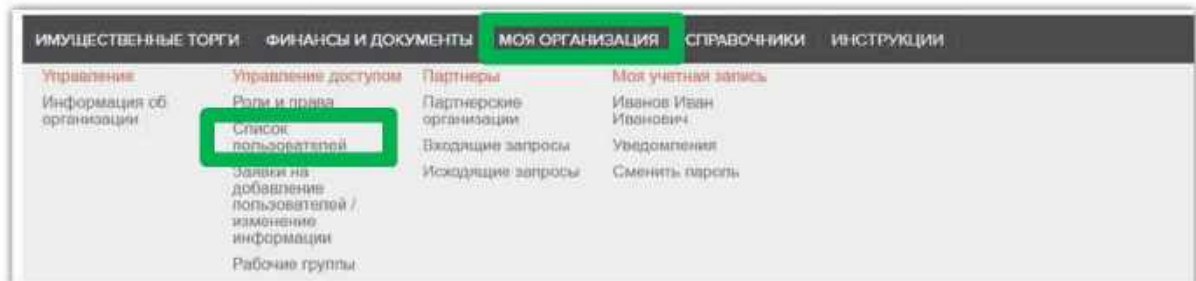 ИМУЩЕСТВЕННЫЕ ТОРГИ ФИНАНСЫ И ДОКУМЕНТЫ МОЯ ОРГАНИЗАЦИЯ СПРАВОЧНИКИ ИНСТРУКЦИИ
Управление
Информация об
организации
Управление доступом
Роли и права
Список
пользователей
Заявки на
добавление
пользователей /
изменение
информации
Рабочие группы
Партнеры
Партнерские
организации
Входящие запросы
Исходящие запросы
Моя учетная запись
Иванов Иван
Иванович
Уведомления
Сменить пароль